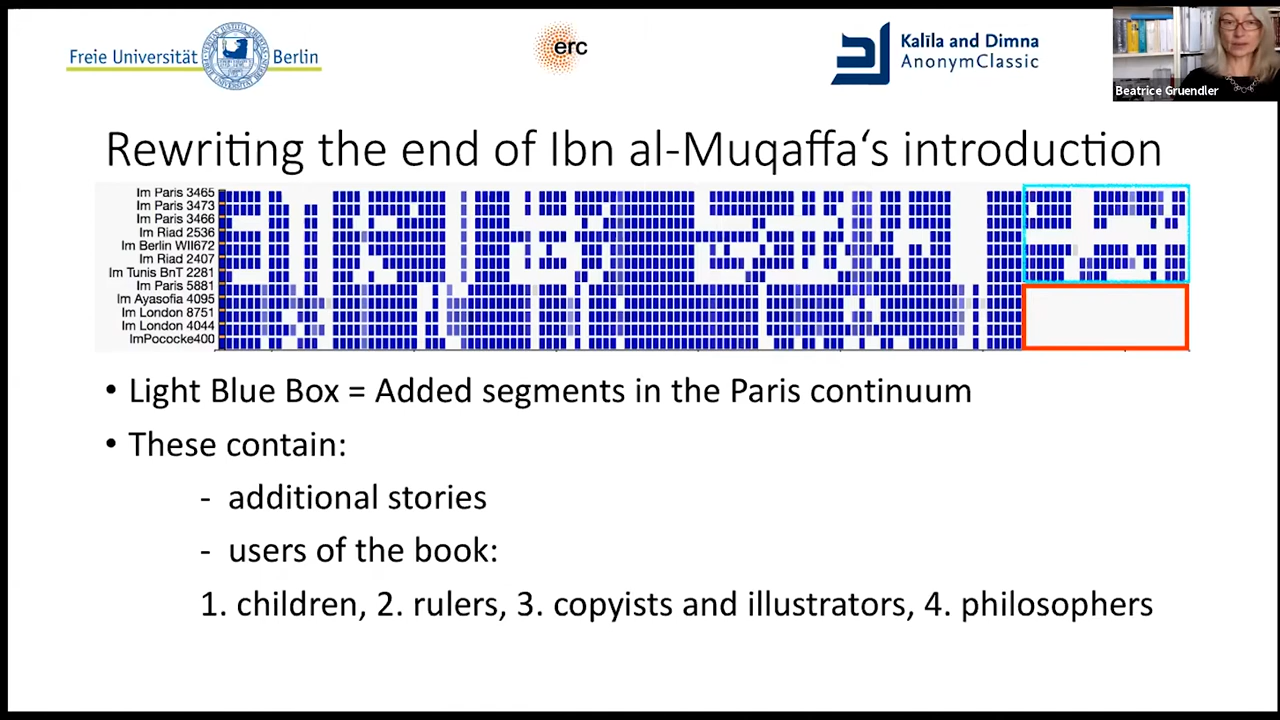 Freie Universität Berlin
erc
Kalīla and Dimna
AnonymClassic
Beatrice Gruendler
Rewriting the end of Ibn al-Muqaffa‘s introduction
Im Paris 3465
Im Paris 3473
Im Paris 3466
Im Riad 2536
Im Berlin WII672
Im Riad 2407
Im Tunis BnT 2281
Im Paris 5881
Im Ayasofia 4095
Im London 8751
Im London 4044
ImPococke400
• Light Blue Box = Added segments in the Paris continuum
• These contain:
- additional stories
- users of the book:
1. children, 2. rulers, 3. copyists and illustrators, 4. philosophers